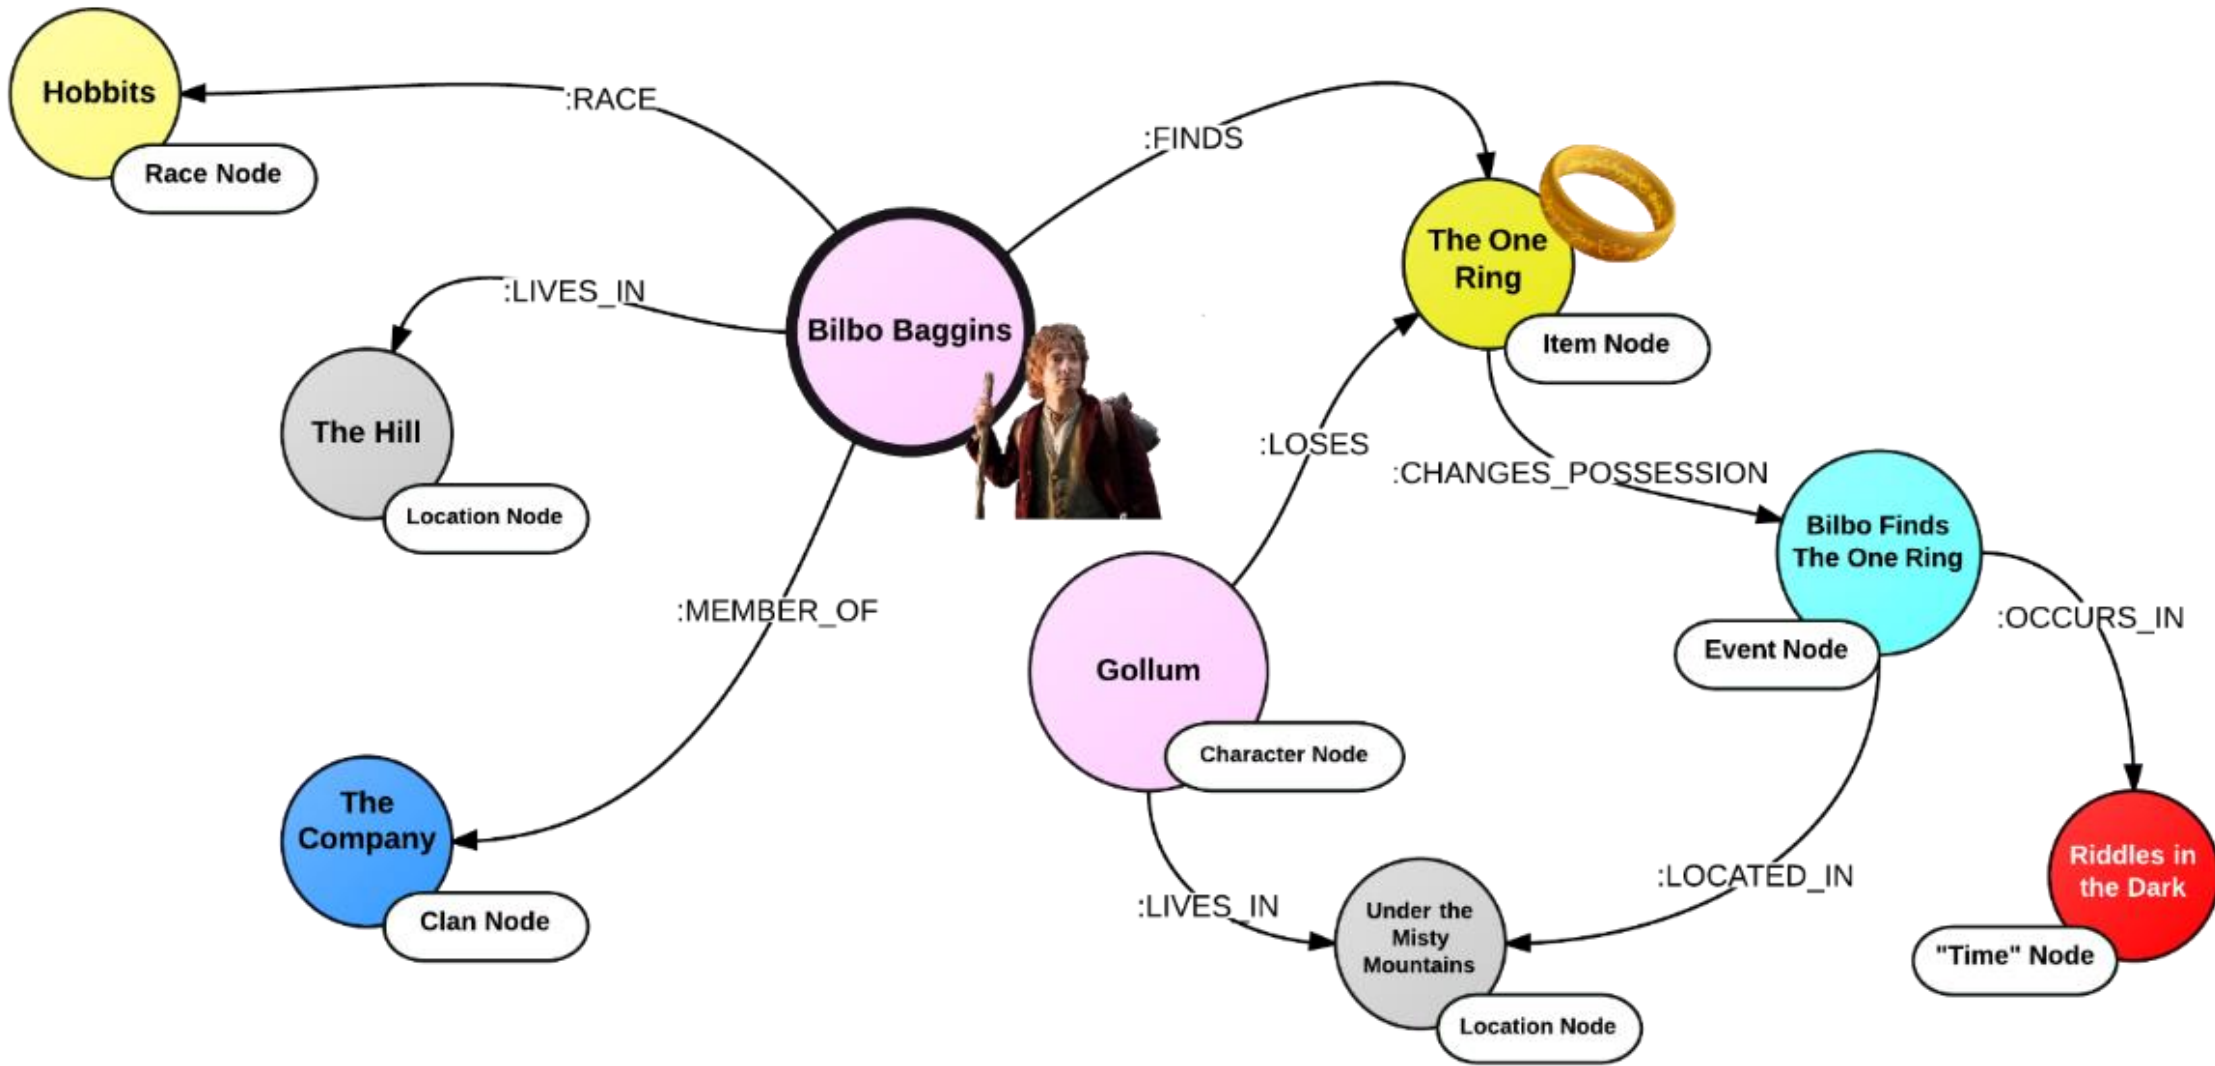 Hobbits
Race Node
:RACE
:FINDS
The One
Ring
Item Node
:LIVES_IN
Bilbo Baggins
The Hill
Location Node
:LOSES
:CHANGES_POSSESSION
Bilbo Finds
The One Ring
Event Node
:OCCURS_IN
:MEMBER_OF
Gollum
Character Node
The
Company
Clan Node
:LIVES_IN
Under the
Misty
Mountains
Location Node
:LOCATED_IN
Riddles in
the Dark
"Time" Node